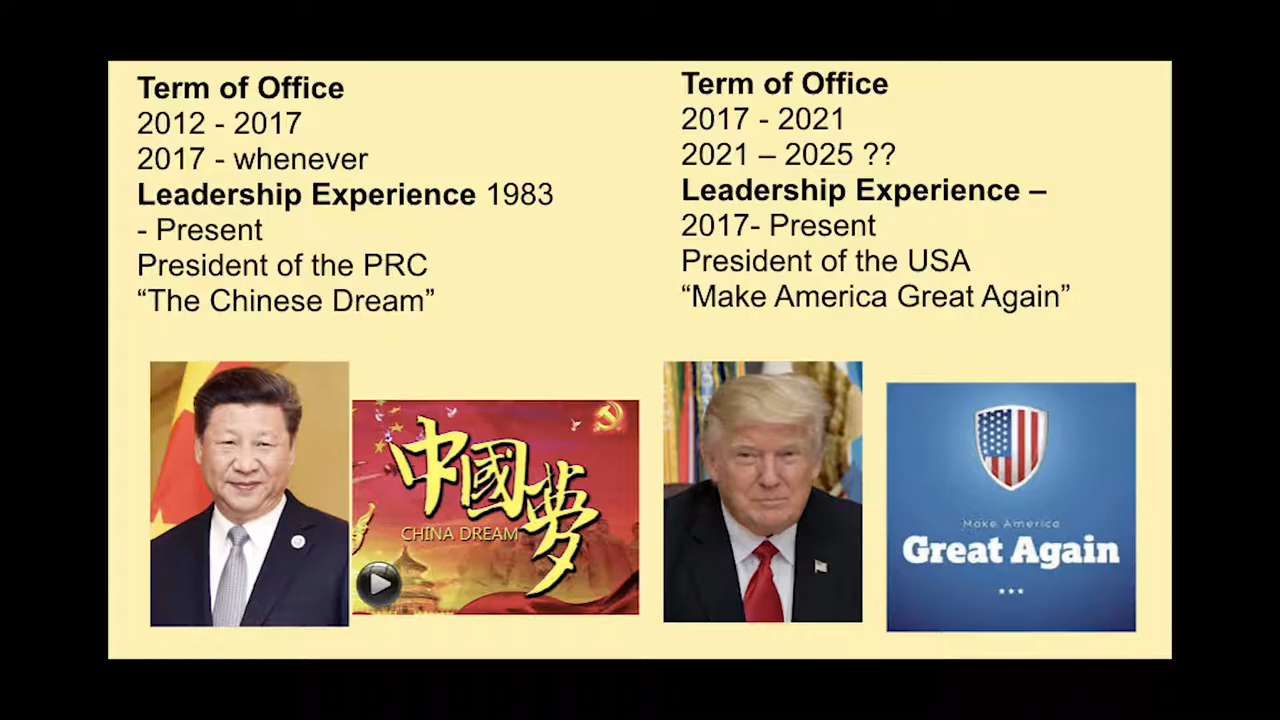 Term of Office
2012 - 2017
2017 - whenever
Leadership Experience 1983
- Present
President of the PRC
“The Chinese Dream”
Term of Office
2017 - 2021
2021 – 2025 ??
Leadership Experience –
2017- Present
President of the USA
“Make America Great Again”
中國夢
CHINA DREAM
Make America
Great Again